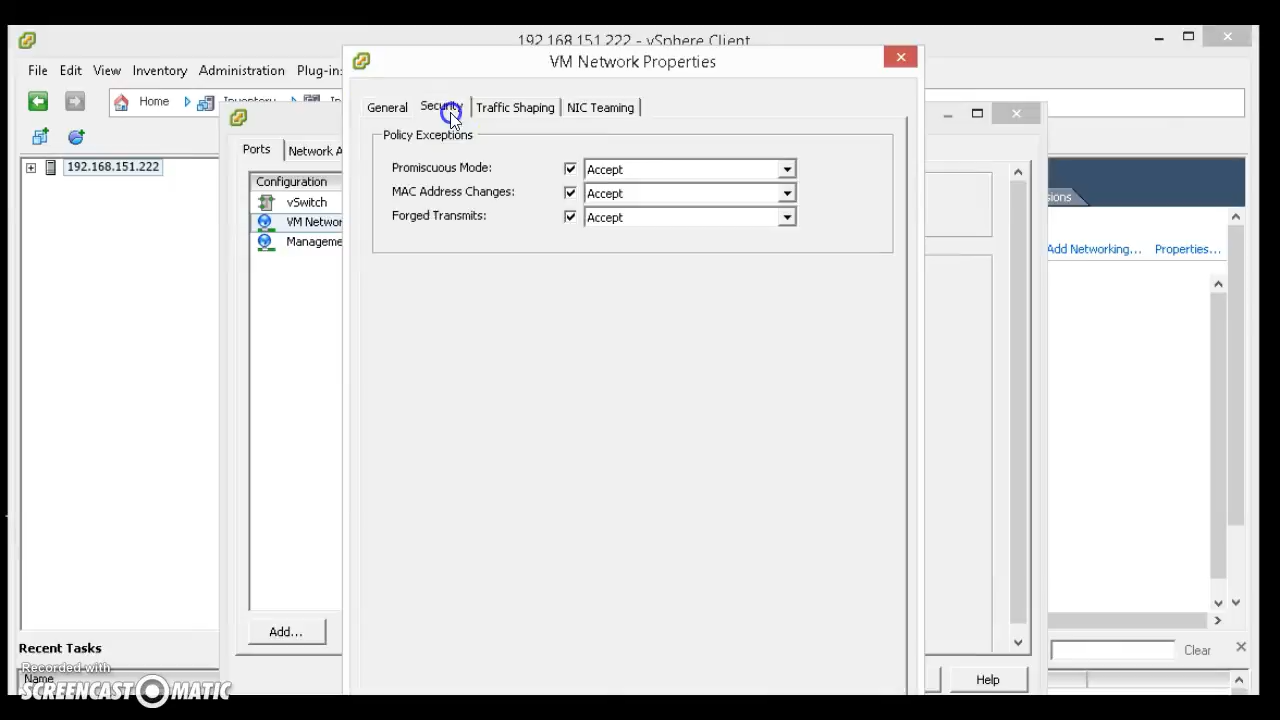 192.168.151.222 - vSphere Client
VM Network Properties
File Edit View Inventory Administration Plug-in
Home Inventory
General Security Traffic Shaping NIC Teaming
Policy Exceptions
Promiscuous Mode: Accept
MAC Address Changes: Accept
Forged Transmits: Accept
Ports Network A
Configuration
vSwitch
VM Networ
Manageme
192.168.151.222
sions
Add Networking... Properties...
Add...
Help
Recent Tasks
Name
Clear
Recorded with
SCREENCAST MATIC